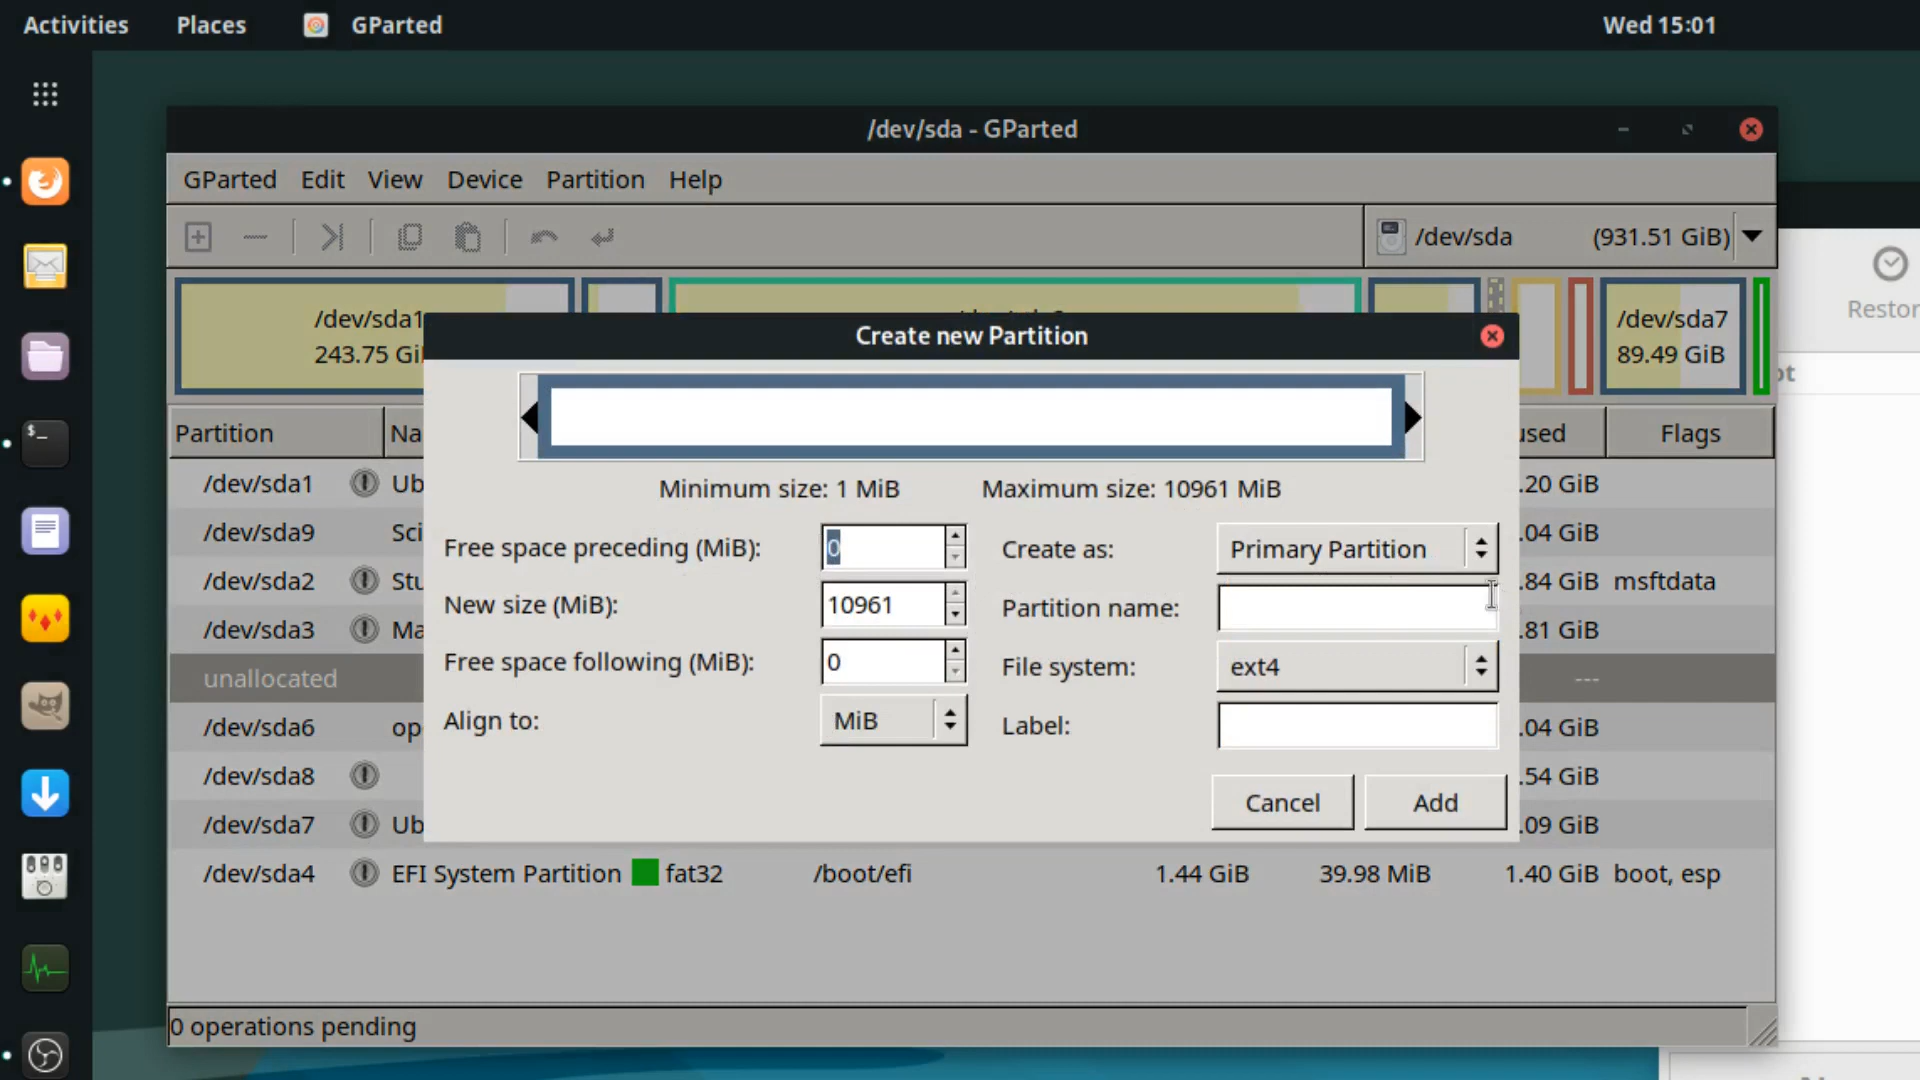 Activities Places GParted Wed 15:01
/dev/sda - GParted
GParted Edit View Device Partition Help
/dev/sda (931.51 GiB)
Restor
/dev/sda1
243.75 Gi
/dev/sda7
89.49 GiB
Create new Partition
Minimum size: 1 MiB Maximum size: 10961 MiB
Free space preceding (MiB): 0 Create as: Primary Partition
New size (MiB): 10961 Partition name:
Free space following (MiB): 0 File system: ext4
Align to: MiB Label:
Cancel Add
Partition Na used Flags
/dev/sda1 Ub .20 GiB
/dev/sda9 Sci .04 GiB
/dev/sda2 Stu .84 GiB msftdata
/dev/sda3 Ma .81 GiB
unallocated ---
/dev/sda6 op .04 GiB
/dev/sda8 .54 GiB
/dev/sda7 Ub .09 GiB
/dev/sda4 EFI System Partition fat32 /boot/efi 1.44 GiB 39.98 MiB 1.40 GiB boot, esp
0 operations pending